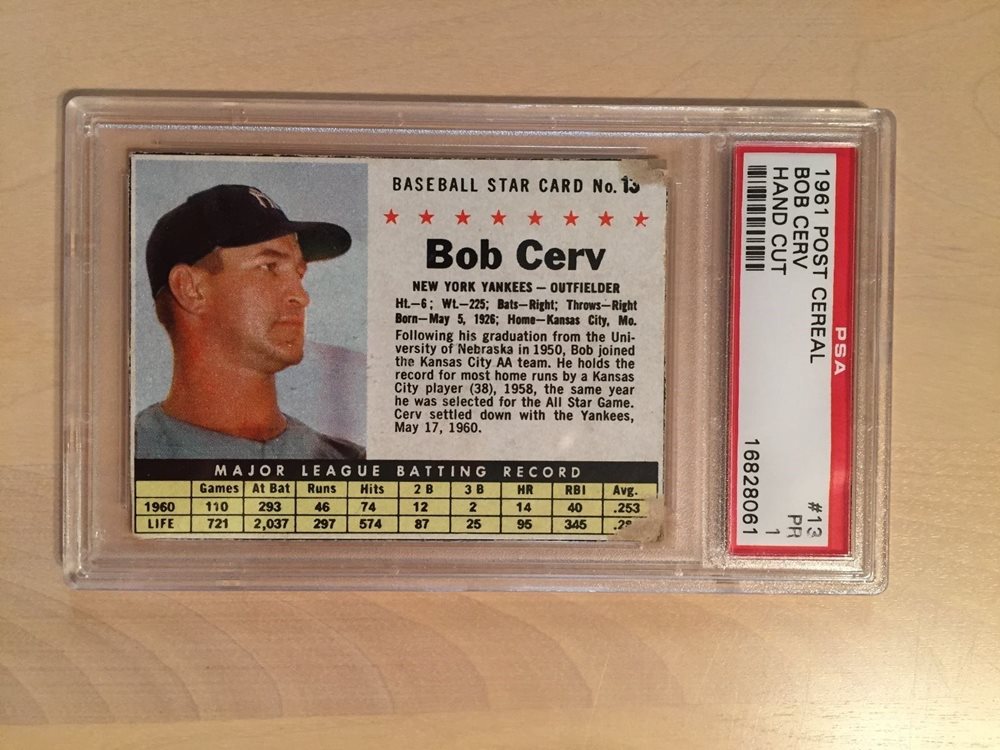 BASEBALL STAR CARD No. 13
★ ★ ★ ★ ★ ★ ★ ★
Bob Cerv
NEW YORK YANKEES — OUTFIELDER
Ht.—6; Wt.—225; Bats—Right; Throws—Right
Born—May 5, 1926; Home—Kansas City, Mo.
Following his graduation from the Uni-
versity of Nebraska in 1950, Bob joined
the Kansas City AA team. He holds the
record for most home runs by a Kansas
City player (38), 1958, the same year
he was selected for the All Star Game.
Cerv settled down with the Yankees,
May 17, 1960.
MAJOR LEAGUE BATTING RECORD
Games At Bat Runs Hits 2 B 3 B HR RBI Avg.
1960 110 293 46 74 12 2 14 40 .253
LIFE 721 2,037 297 574 87 25 95 345
1961 POST CEREAL #13
BOB CERV PR
HAND CUT 1
16828061
PSA